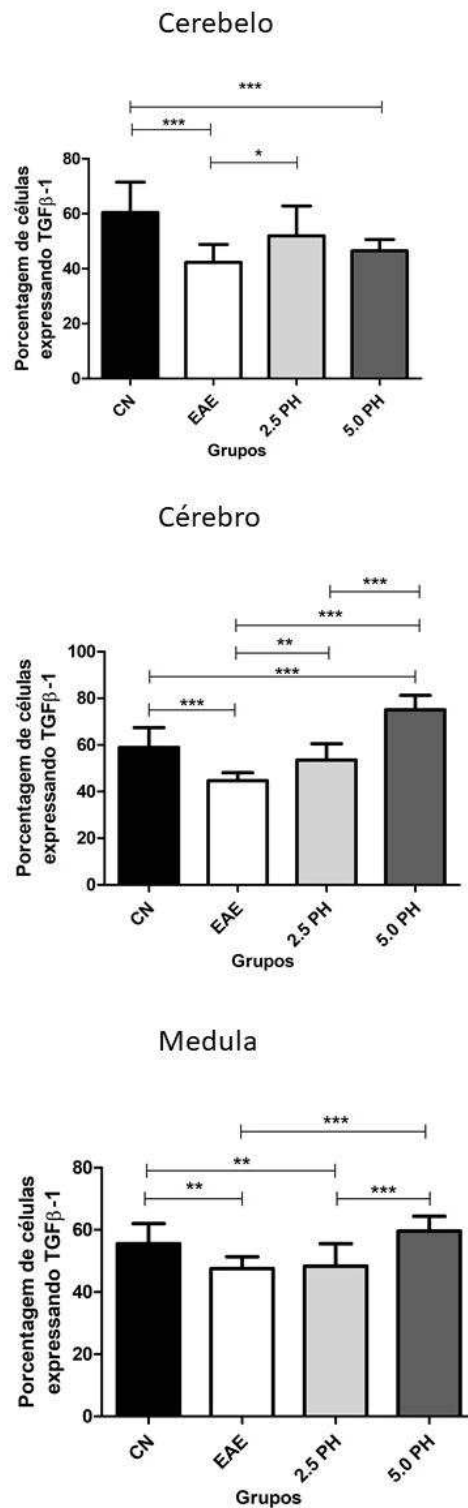 Cerebelo
***
***
*
Porcentagem de células
expressando TGFβ-1
80
60
40
20
0
CN
EAE
2.5 PH
5.0 PH
Grupos
Cérebro
***
***
**
***
***
Porcentagem de células
expressando TGFβ-1
100
80
60
40
20
0
CN
EAE
2.5 PH
5.0 PH
Grupos
Medula
***
**
**
***
Porcentagem de células
expressando TGFβ-1
80
60
40
20
0
CN
EAE
2.5 PH
5.0 PH
Grupos